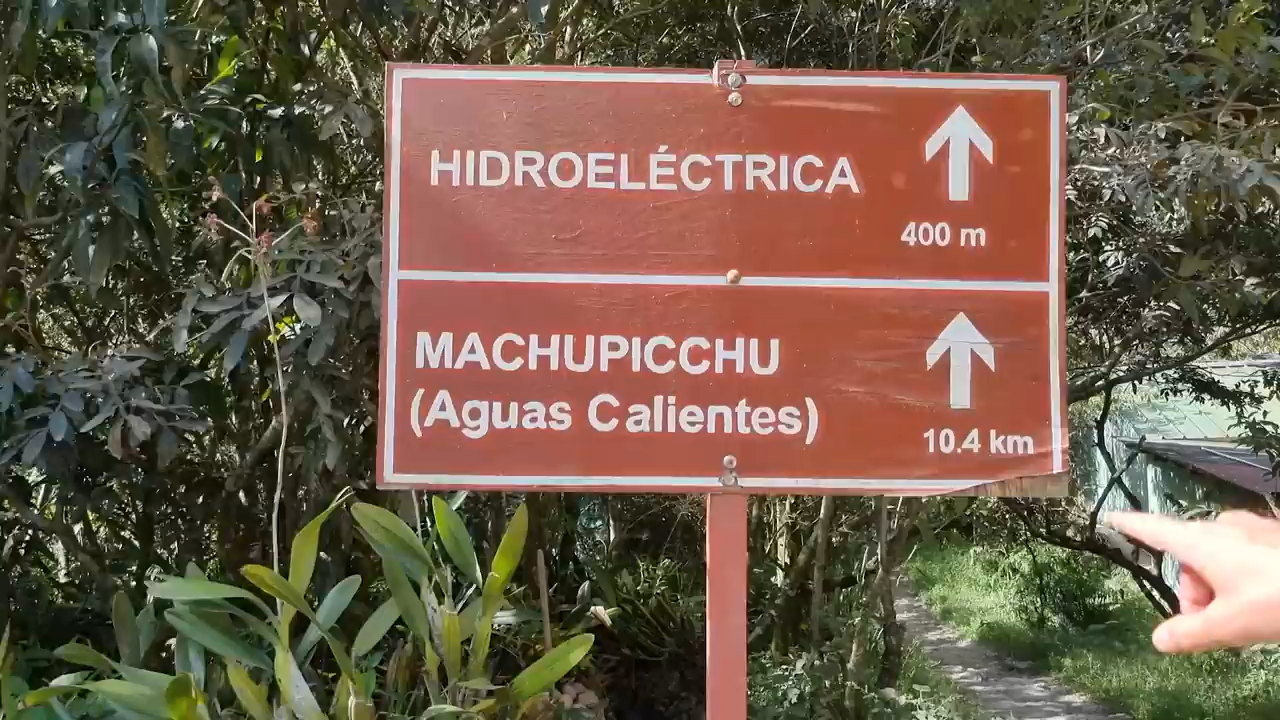 HIDROELÉCTRICA
400 m
MACHUPICCHU
(Aguas Calientes)
10.4 km